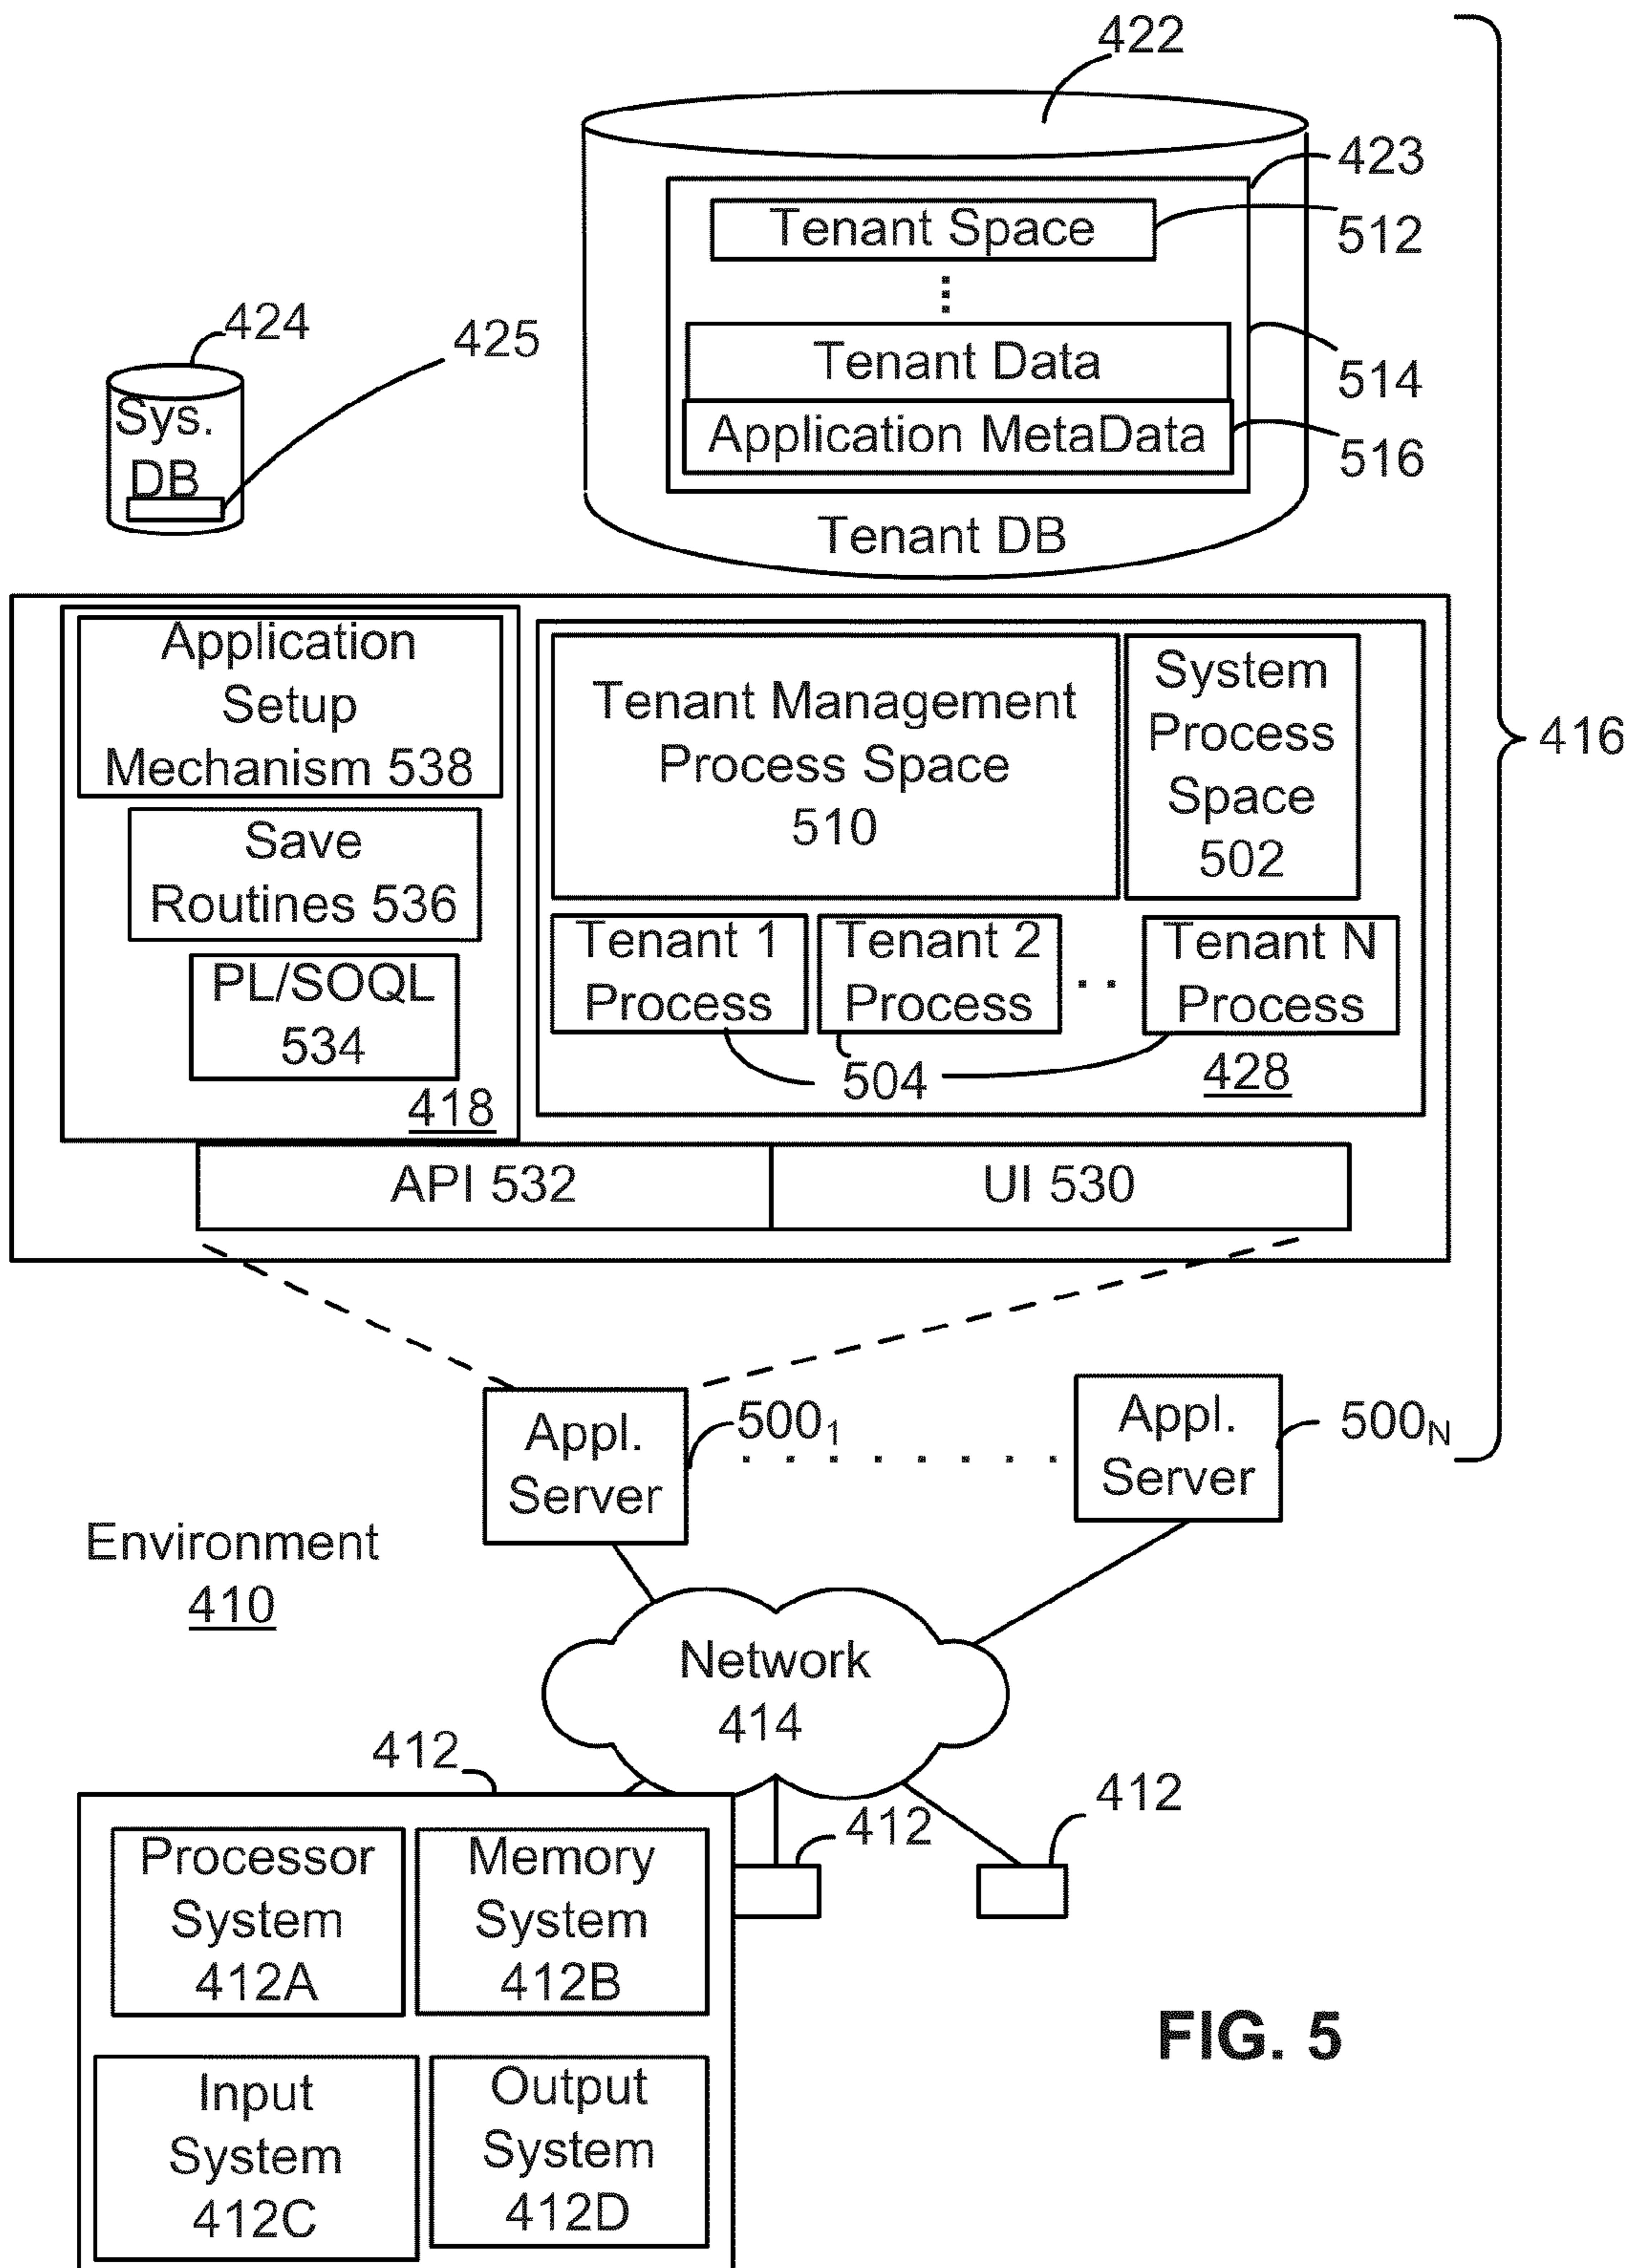 422
423
Tenant Space
512
424
425
Tenant Data
514
Sys.
DB
Application MetaData
516
Tenant DB
Application
Setup
Mechanism 538
Save
Routines 536
PL/SOQL
534
418
Tenant Management
Process Space
510
System
Process
Space
502
416
Tenant 1
Process
Tenant 2
Process
Tenant N
Process
504
428
API 532
UI 530
Appl.
Server
500₁
Appl.
Server
500N
Environment
410
Network
414
412
412
412
Processor
System
412A
Memory
System
412B
Input
System
412C
Output
System
412D
FIG. 5